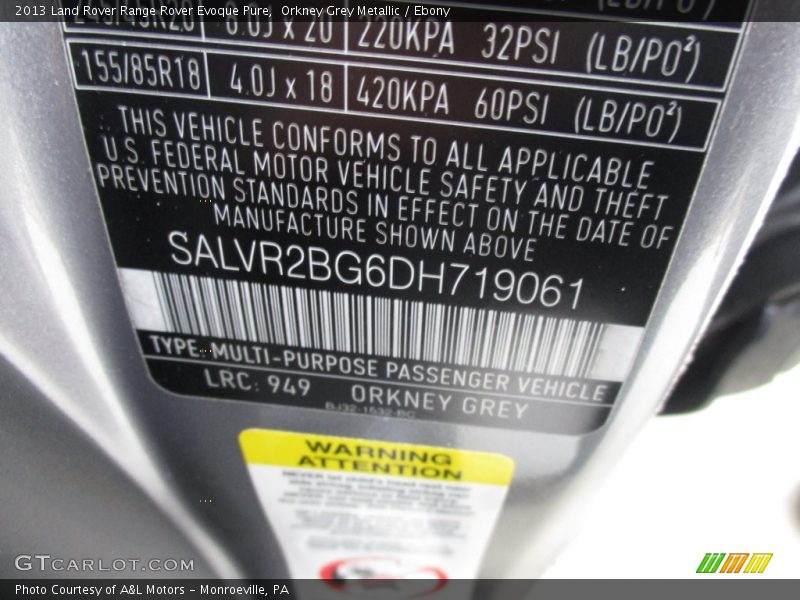 2013 Land Rover Range Rover Evoque Pure, Orkney Grey Metallic / Ebony
220KPA 32PSI (LB/PO²)
155/85R18 4.0J x 18 420KPA 60PSI (LB/PO²)
THIS VEHICLE CONFORMS TO ALL APPLICABLE
U.S. FEDERAL MOTOR VEHICLE SAFETY AND THEFT
PREVENTION STANDARDS IN EFFECT ON THE DATE OF
MANUFACTURE SHOWN ABOVE
SALVR2BG6DH719061
TYPE: MULTI-PURPOSE PASSENGER VEHICLE
LRC: 949 ORKNEY GREY
WARNING
ATTENTION
GTCARLOT.COM
Photo Courtesy of A&L Motors – Monroeville, PA